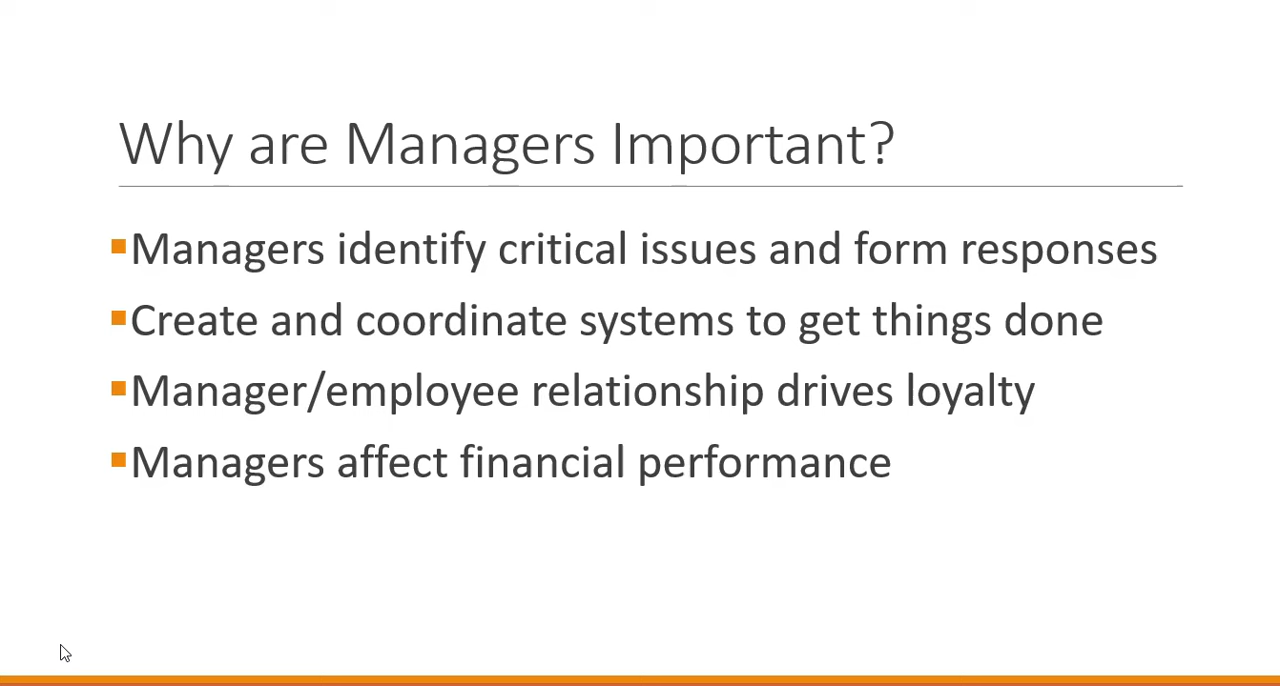 Why are Managers Important?
▪Managers identify critical issues and form responses
▪Create and coordinate systems to get things done
▪Manager/employee relationship drives loyalty
▪Managers affect financial performance